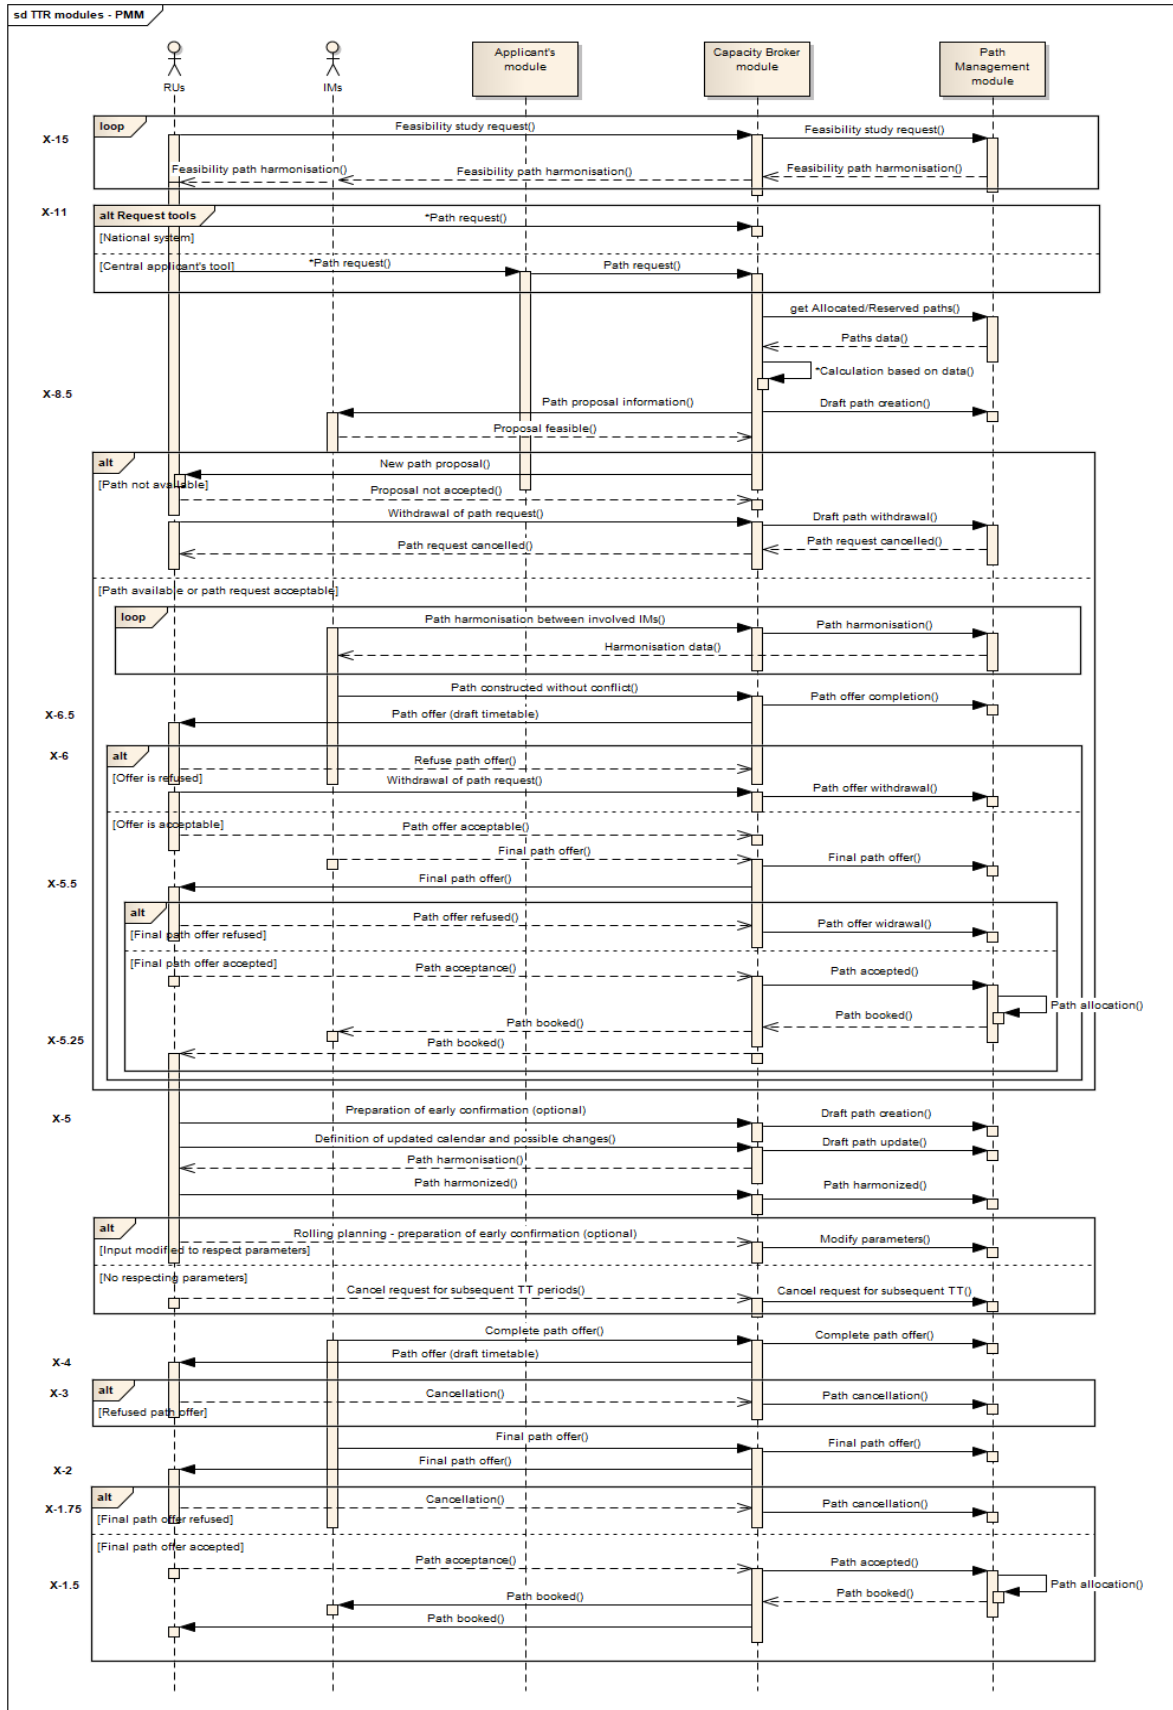 sd TTR modules - PMM
RUs
IMs
Applicant's
module
Capacity Broker
module
Path
Management
module
loop
X-15
Feasibility study request()
Feasibility study request()
Feasibility path harmonisation()
Feasibility path harmonisation()
Feasibility path harmonisation()
X-11
alt Request tools
*Path request()
[National system]
[Central applicant's tool]
*Path request()
Path request()
get Allocated/Reserved paths()
Paths data()
*Calculation based on data()
X-8.5
Path proposal information()
Draft path creation()
Proposal feasible()
alt
New path proposal()
[Path not available]
Proposal not accepted()
Withdrawal of path request()
Draft path withdrawal()
Path request cancelled()
Path request cancelled()
[Path available or path request acceptable]
loop
Path harmonisation between involved IMs()
Path harmonisation()
Harmonisation data()
Path constructed without conflict()
Path offer completion()
X-6.5
Path offer (draft timetable)
X-6
alt
Refuse path offer()
[Offer is refused]
Withdrawal of path request()
Path offer withdrawal()
[Offer is acceptable]
Path offer acceptable()
Final path offer()
Final path offer()
X-5.5
Final path offer()
alt
Path offer refused()
Path offer widrawal()
[Final path offer refused]
[Final path offer accepted]
Path acceptance()
Path accepted()
Path allocation()
Path booked()
Path booked()
X-5.25
Path booked()
X-5
Preparation of early confirmation (optional)
Draft path creation()
Definition of updated calendar and possible changes()
Draft path update()
Path harmonisation()
Path harmonized()
Path harmonized()
alt
Rolling planning - preparation of early confirmation (optional)
Modify parameters()
[Input modified to respect parameters]
[No respecting parameters]
Cancel request for subsequent TT periods()
Cancel request for subsequent TT()
Complete path offer()
Complete path offer()
X-4
Path offer (draft timetable)
X-3
alt
Cancellation()
Path cancellation()
[Refused path offer]
Final path offer()
Final path offer()
X-2
Final path offer()
alt
X-1.75
Cancellation()
Path cancellation()
[Final path offer refused]
[Final path offer accepted]
Path acceptance()
Path accepted()
X-1.5
Path allocation()
Path booked()
Path booked()
Path booked()